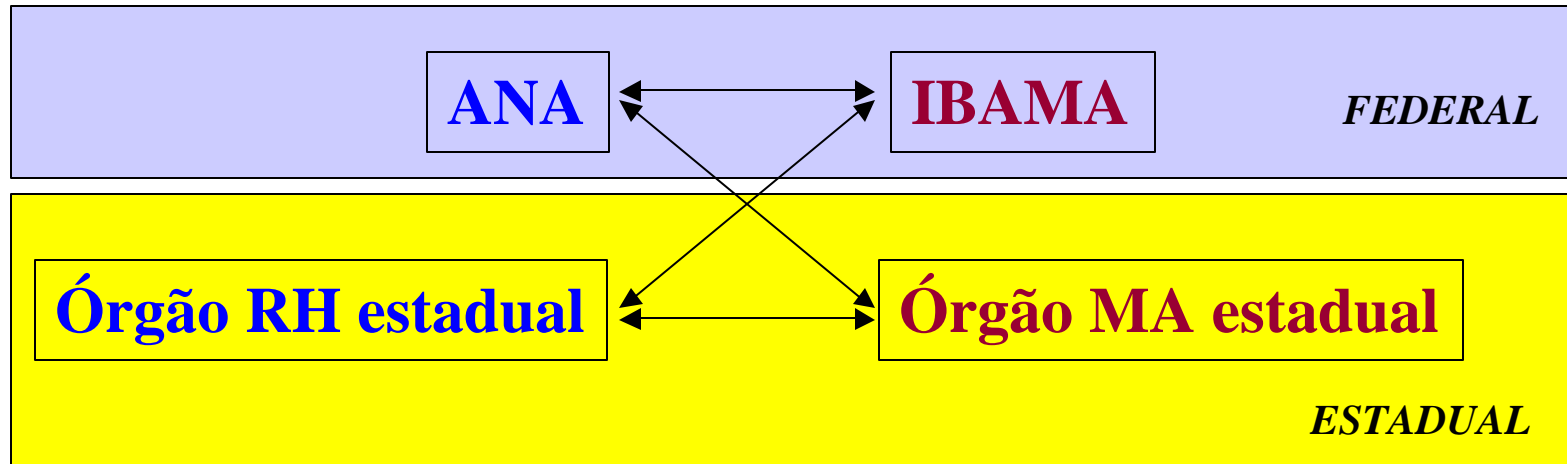 ANA
IBAMA
FEDERAL
Órgão RH estadual
Órgão MA estadual
ESTADUAL